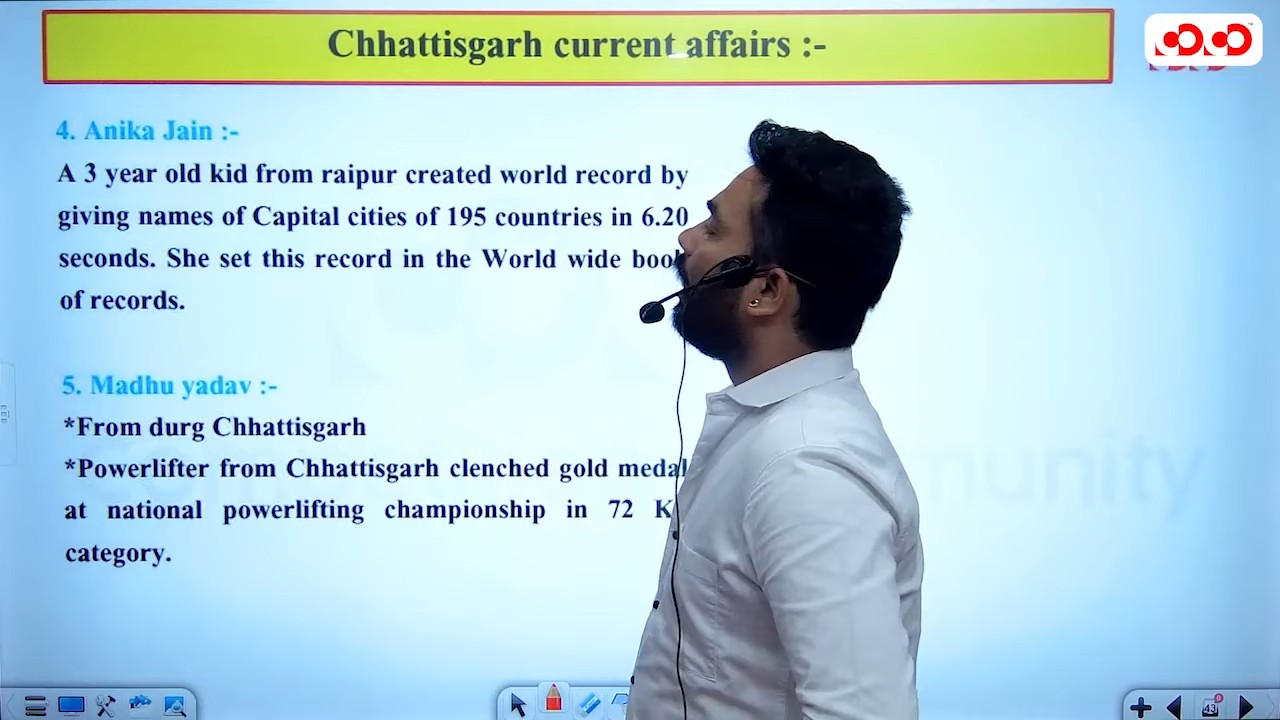 Chhattisgarh current affairs :-
4. Anika Jain :-
A 3 year old kid from raipur created world record by
giving names of Capital cities of 195 countries in 6.20
seconds. She set this record in the World wide book
of records.
5. Madhu yadav :-
*From durg Chhattisgarh
*Powerlifter from Chhattisgarh clenched gold medal
at national powerlifting championship in 72 K
category.
43